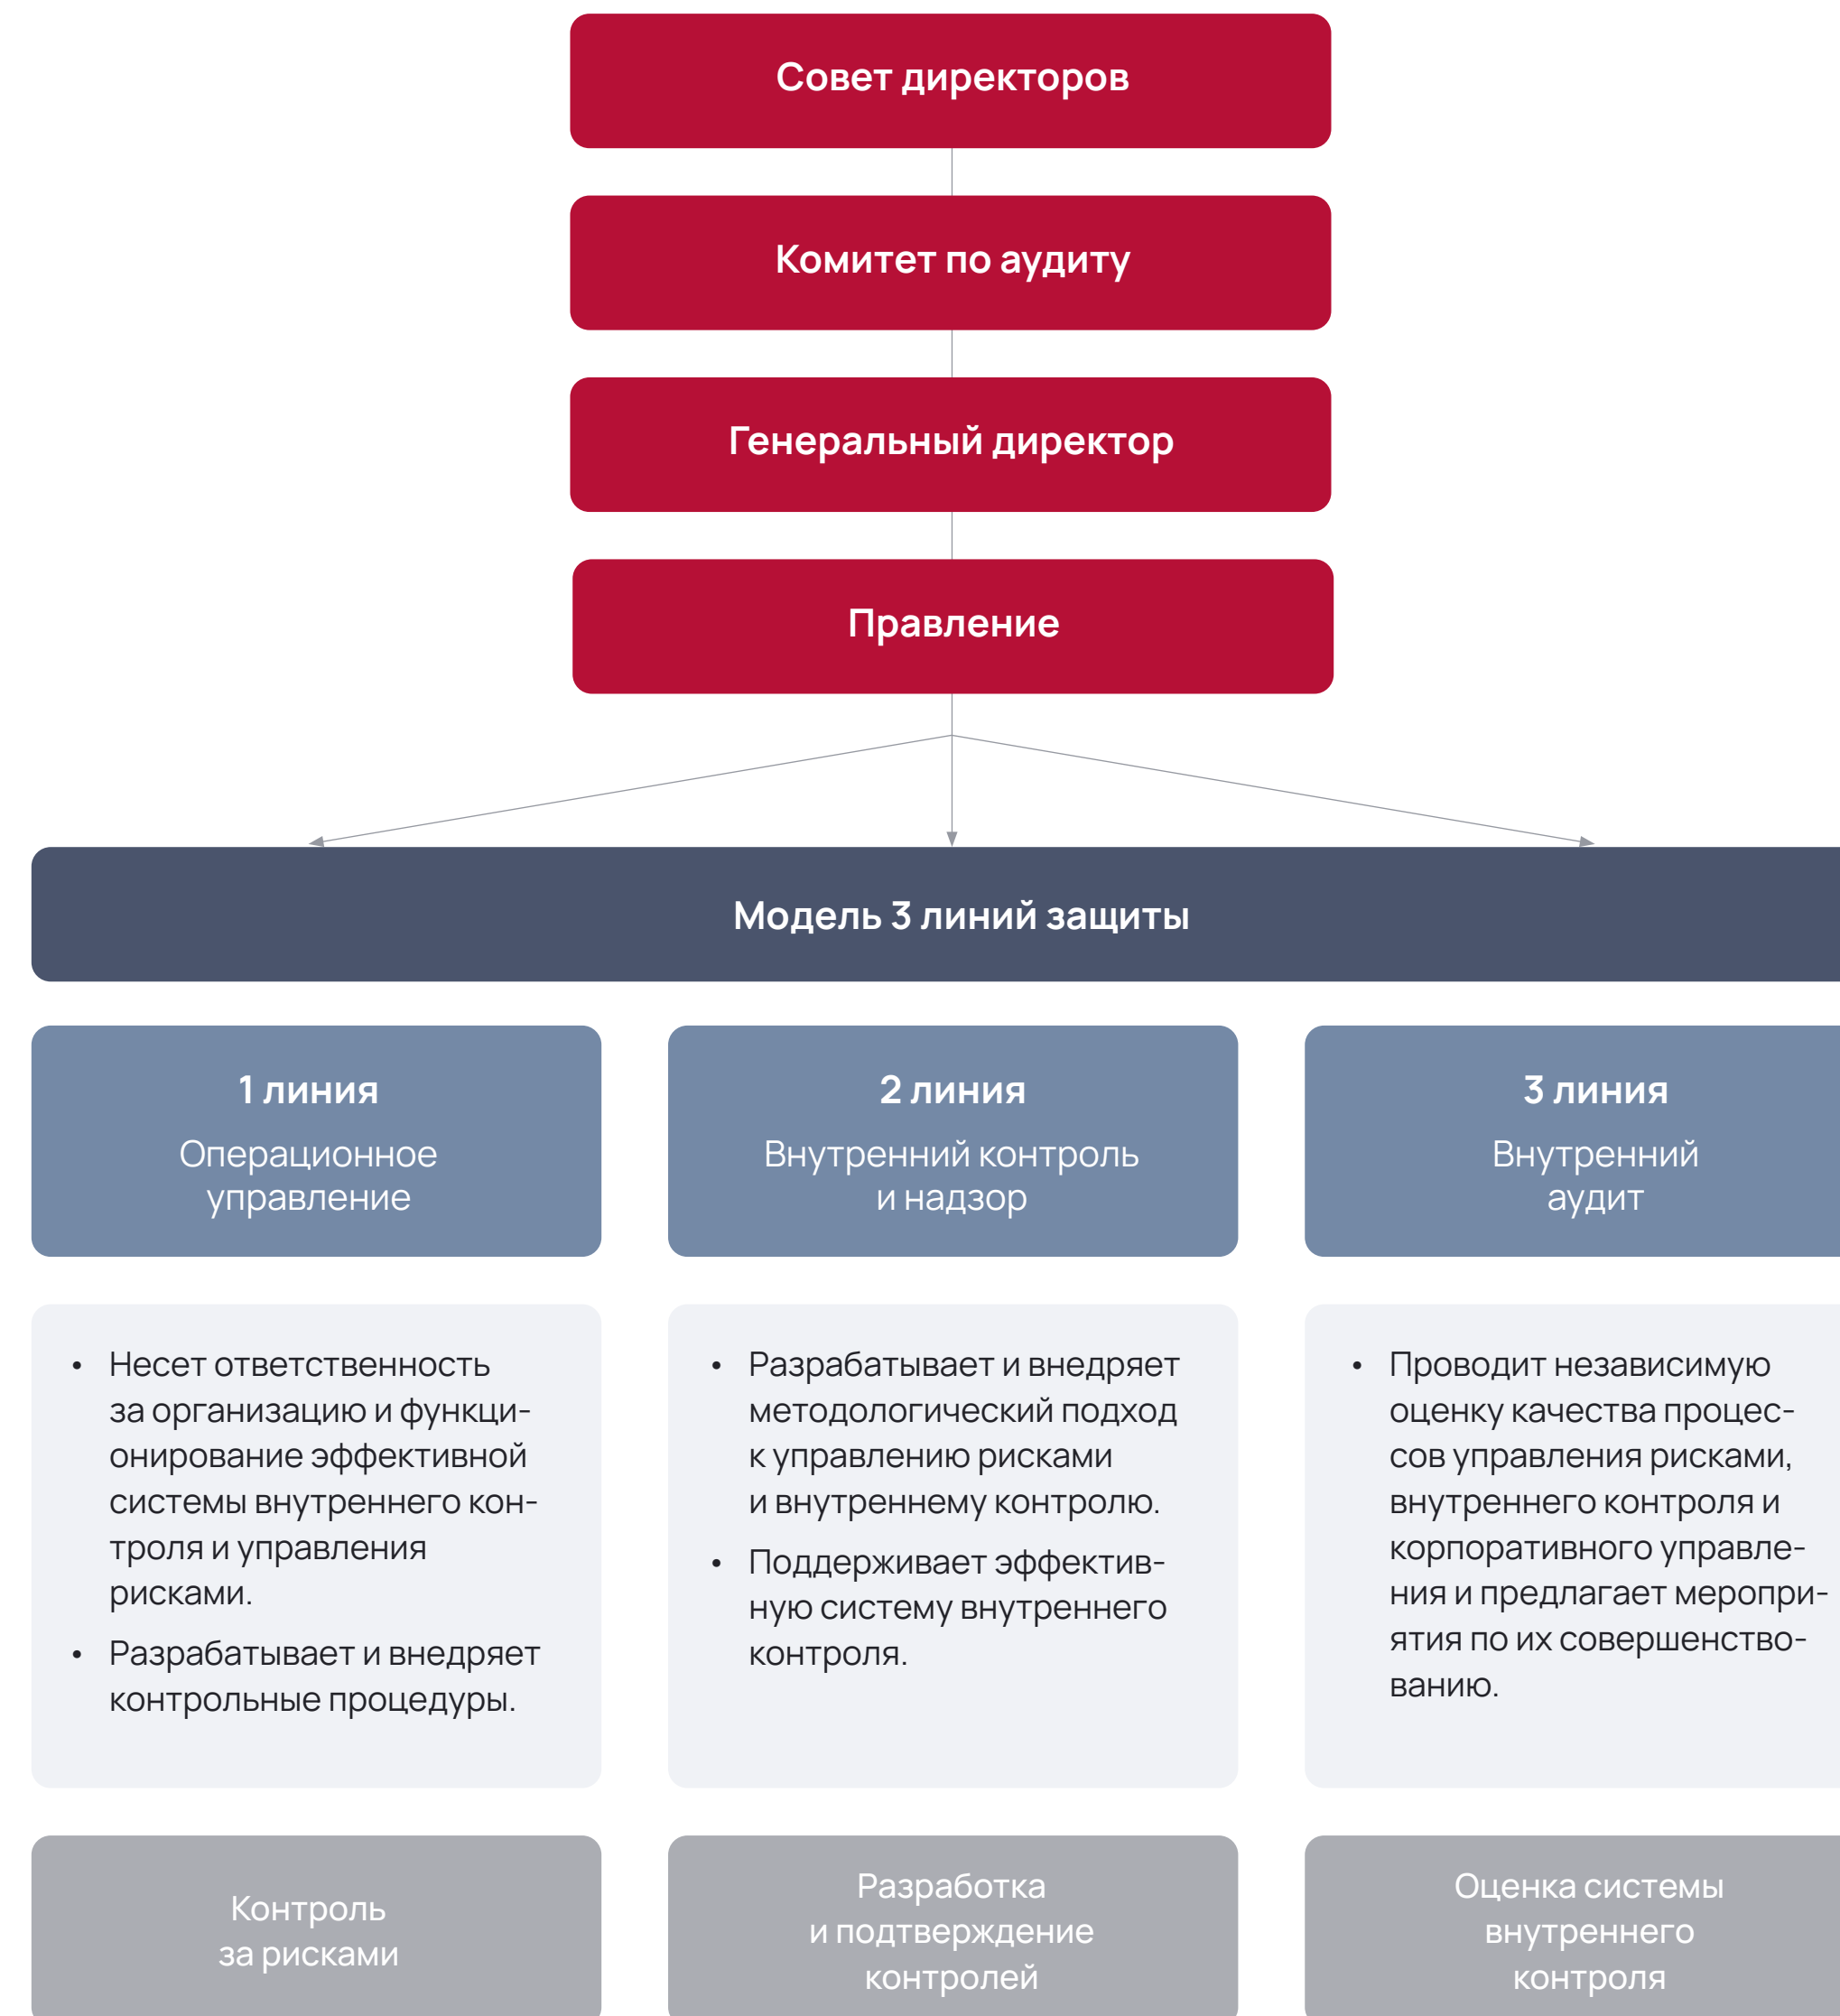 Совет директоров
Комитет по аудиту
Генеральный директор
Правление
Модель 3 линий защиты
1 линия
Операционное
управление
2 линия
Внутренний контроль
и надзор
3 линия
Внутренний
аудит
• Несет ответственность
за организацию и функци-
онирование эффективной
системы внутреннего кон-
троля и управления
рисками.
• Разрабатывает и внедряет
контрольные процедуры.
• Разрабатывает и внедряет
методологический подход
к управлению рисками
и внутреннему контролю.
• Поддерживает эффектив-
ную систему внутреннего
контроля.
• Проводит независимую
оценку качества процес-
сов управления рисками,
внутреннего контроля и
корпоративного управле-
ния и предлагает меропри-
ятия по их совершенство-
ванию.
Контроль
за рисками
Разработка
и подтверждение
контролей
Оценка системы
внутреннего
контроля